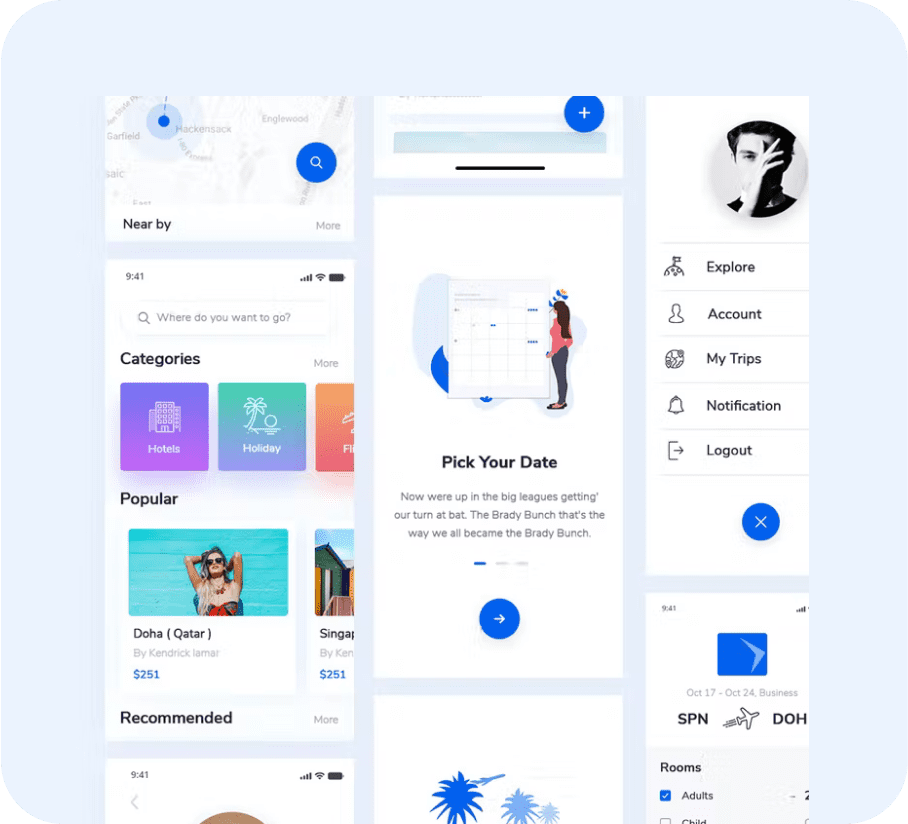 Englewood
Hackensack
Garfield
Near by
More
9:41
Where do you want to go?
Categories
More
Hotels
Holiday
Popular
Doha ( Qatar )
By Kendrick lamar
$251
By Ken
$251
Recommended
More
9:41
Pick Your Date
Now were up in the big leagues getting'
our turn at bat. The Brady Bunch that's the
way we all became the Brady Bunch.
Explore
Account
My Trips
Notification
Logout
9:41
Oct 17 - Oct 24, Business
SPN
DOH
Rooms
Adults
Child